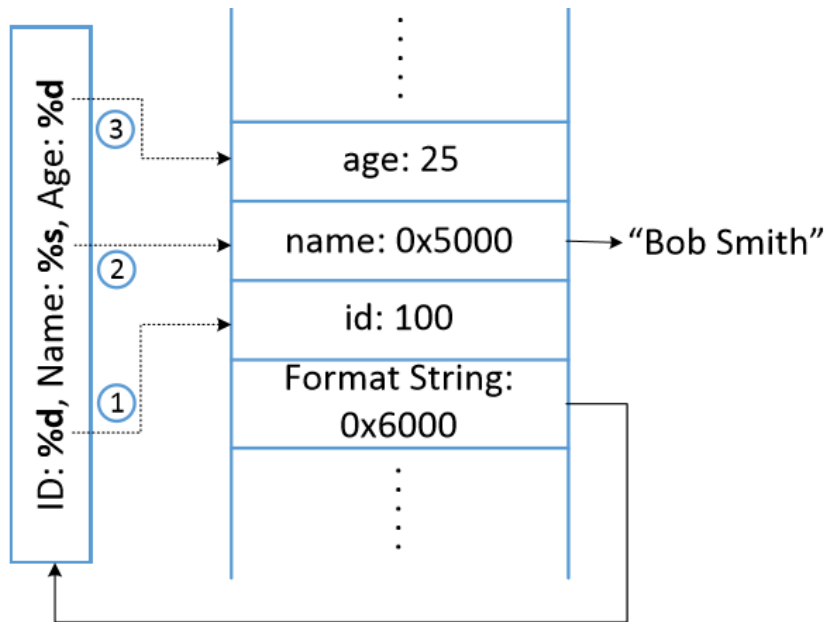 ID: %d, Name: %s, Age: %d
3
age: 25
2
name: 0x5000
"Bob Smith"
id: 100
1
Format String:
0x6000